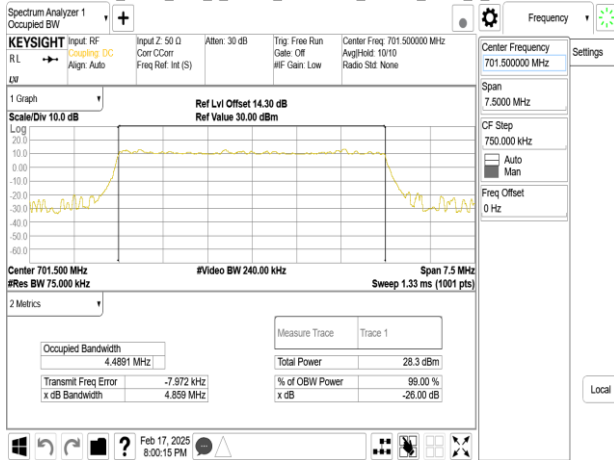 Spectrum Analyzer 1
Occupied BW
Frequency
KEYSIGHT
Input: RF
Coupling: DC
Align: Auto
Input Z: 50 Ω
Corr CCorr
Freq Ref: Int (S)
Atten: 30 dB
Trig: Free Run
Gate: Off
#IF Gain: Low
Center Freq: 701.500000 MHz
Avg|Hold: 10/10
Radio Std: None
RL
LXI
Center Frequency
701.500000 MHz
Settings
Span
7.5000 MHz
CF Step
750.000 kHz
Auto
Man
Freq Offset
0 Hz
1 Graph
Scale/Div 10.0 dB
Ref Lvl Offset 14.30 dB
Ref Value 30.00 dBm
Log
20.0
10.0
0.00
-10.0
-20.0
-30.0
-40.0
-50.0
-60.0
Center 701.500 MHz
#Video BW 240.00 kHz
Span 7.5 MHz
#Res BW 75.000 kHz
Sweep 1.33 ms (1001 pts)
2 Metrics
Measure Trace
Trace 1
Occupied Bandwidth
4.4891 MHz
Total Power
28.3 dBm
Transmit Freq Error
-7.972 kHz
% of OBW Power
99.00 %
x dB Bandwidth
4.859 MHz
x dB
-26.00 dB
Local
?
Feb 17, 2025
8:00:15 PM